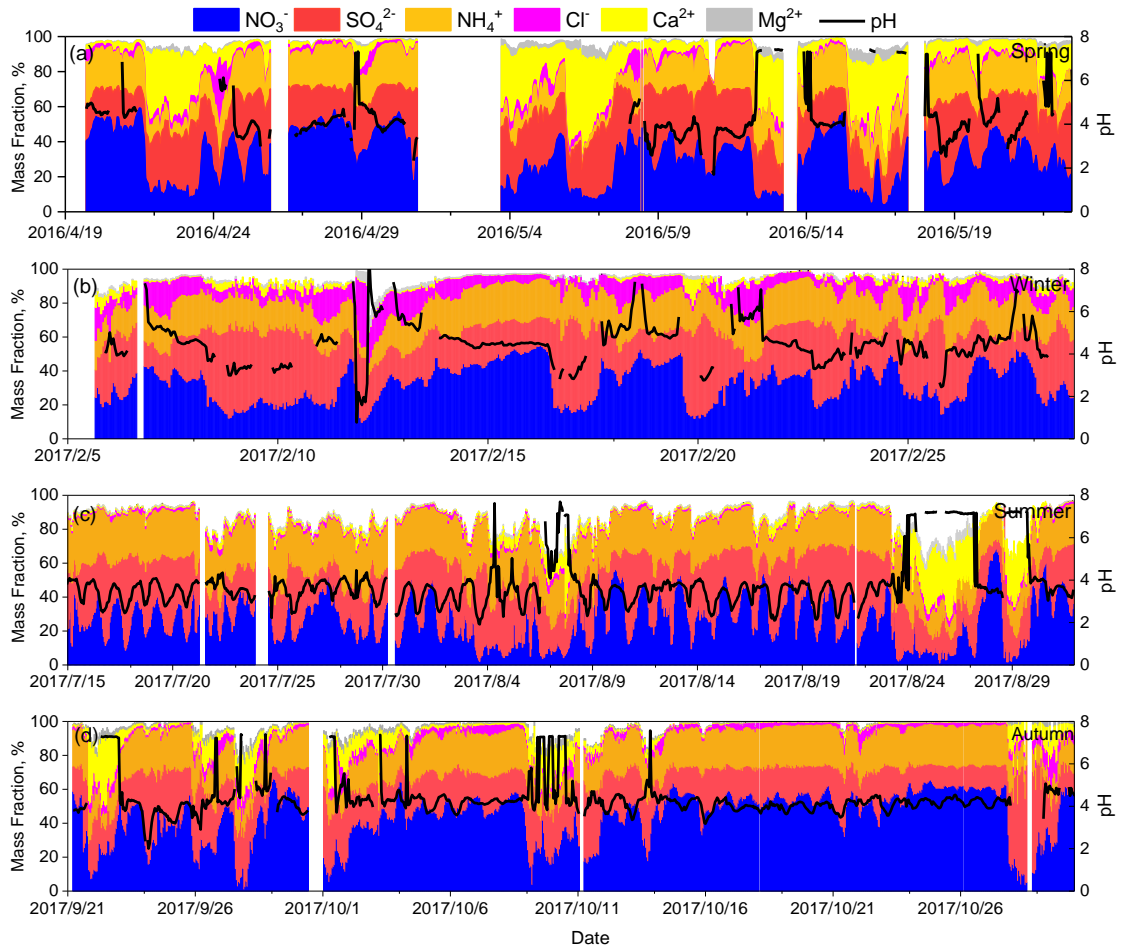 NO₃⁻ SO₄²⁻ NH₄⁺ Cl⁻ Ca²⁺ Mg²⁺ pH
(a) Spring
Mass Fraction, %
100
80
60
40
20
0
8
6
4
2
0
pH
2016/4/19 2016/4/24 2016/4/29 2016/5/4 2016/5/9 2016/5/14 2016/5/19
(b) Winter
Mass Fraction, %
100
80
60
40
20
0
8
6
4
2
0
pH
2017/2/5 2017/2/10 2017/2/15 2017/2/20 2017/2/25
(c) Summer
Mass Fraction, %
100
80
60
40
20
0
8
6
4
2
0
pH
2017/7/15 2017/7/20 2017/7/25 2017/7/30 2017/8/4 2017/8/9 2017/8/14 2017/8/19 2017/8/24 2017/8/29
(d) Autumn
Mass Fraction, %
100
80
60
40
20
0
8
6
4
2
0
pH
2017/9/21 2017/9/26 2017/10/1 2017/10/6 2017/10/11 2017/10/16 2017/10/21 2017/10/26
Date